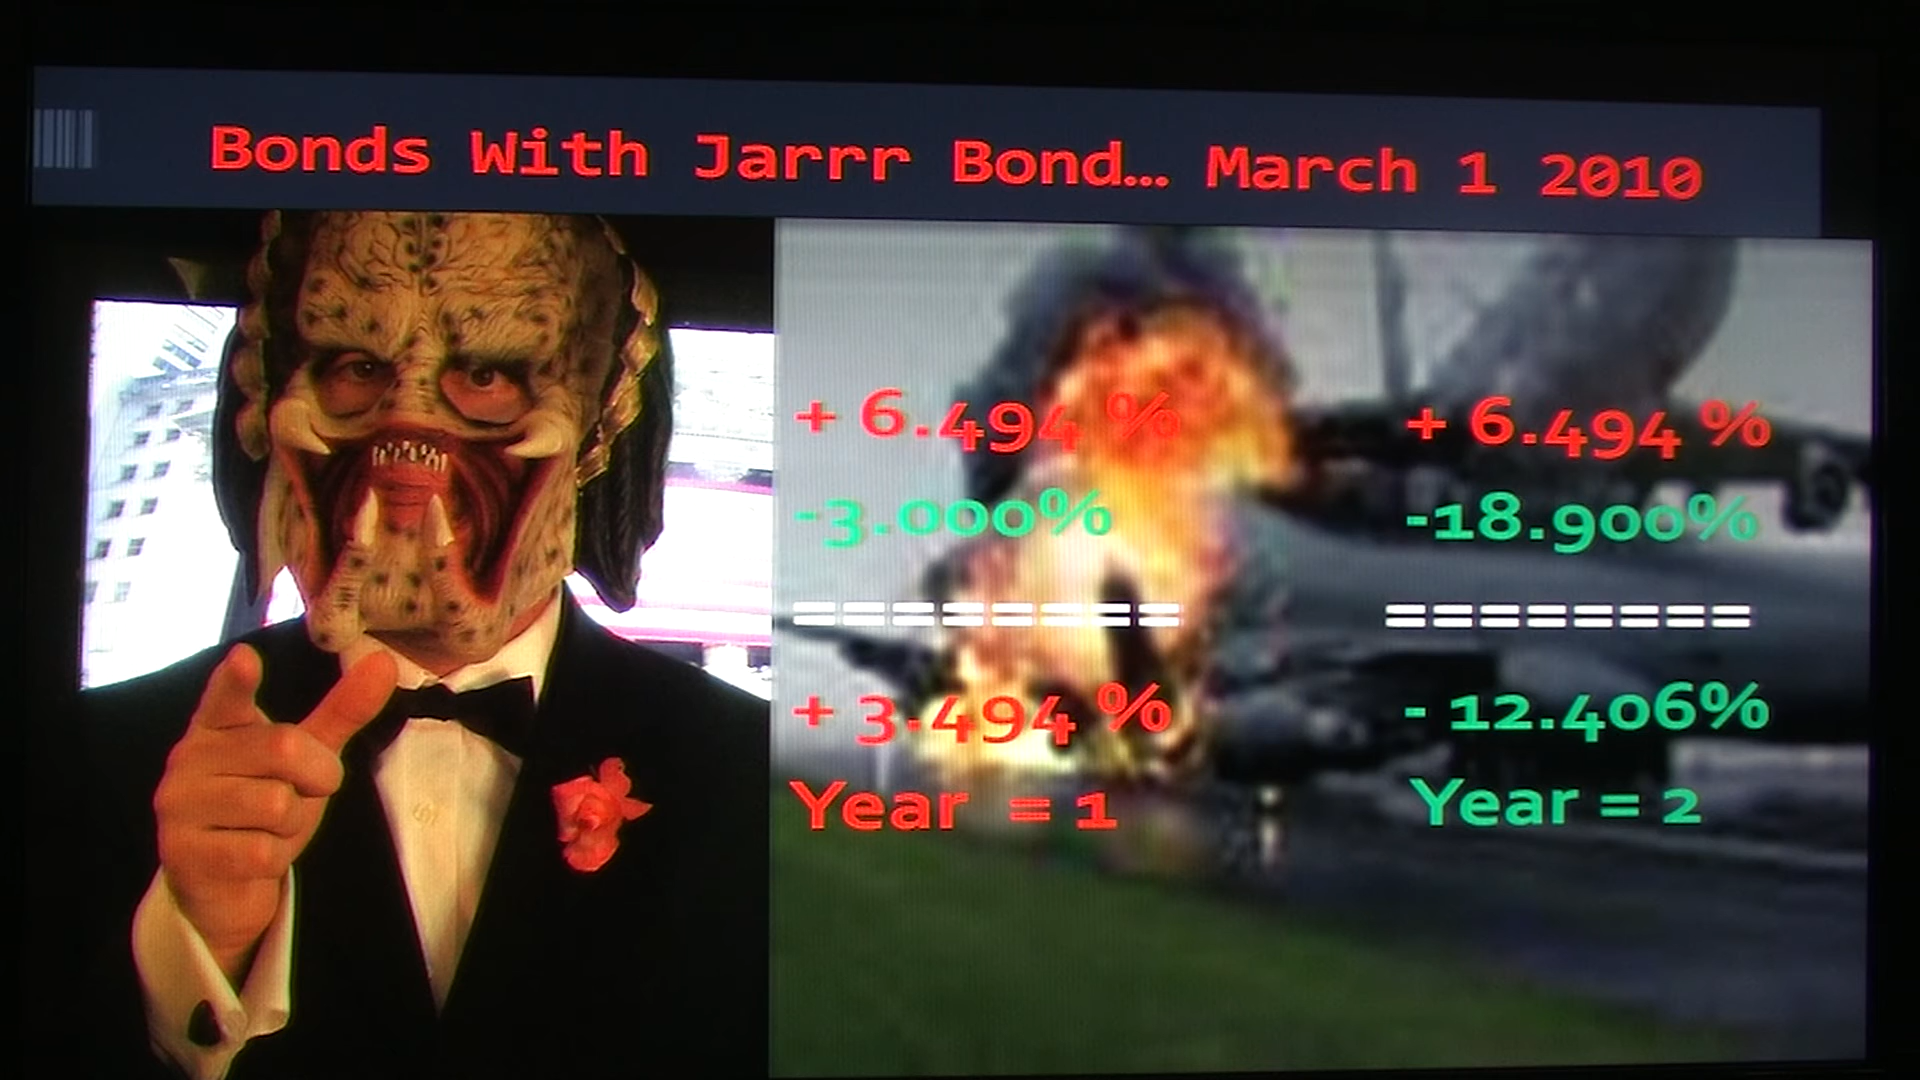 Bonds With Jarrr Bond... March 1 2010
+ 6.494 %
-3.000%
========
+ 3.494 %
Year = 1
+ 6.494 %
-18.900%
========
- 12.406%
Year = 2